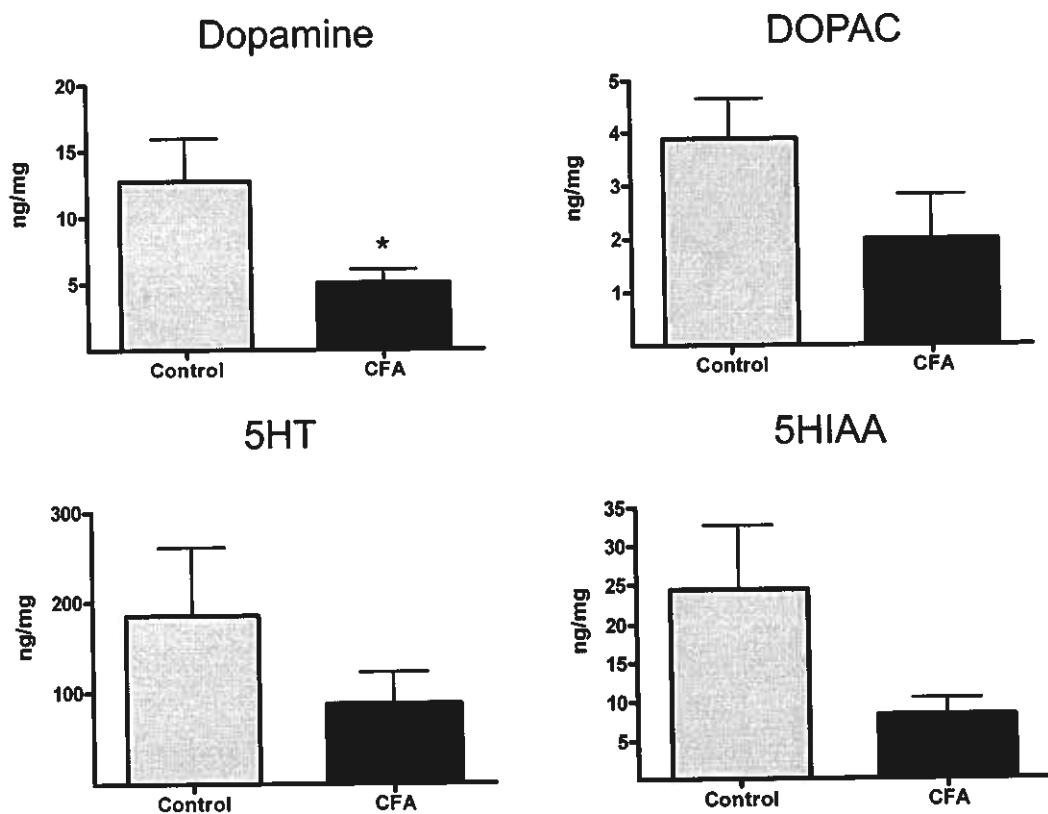 Dopamine
20
15
10
5
ng/mg
*
Control
CFA
DOPAC
5
4
3
2
1
ng/mg
Control
CFA
5HT
300
200
100
ng/mg
Control
CFA
5HIAA
35
30
25
20
15
10
5
ng/mg
Control
CFA